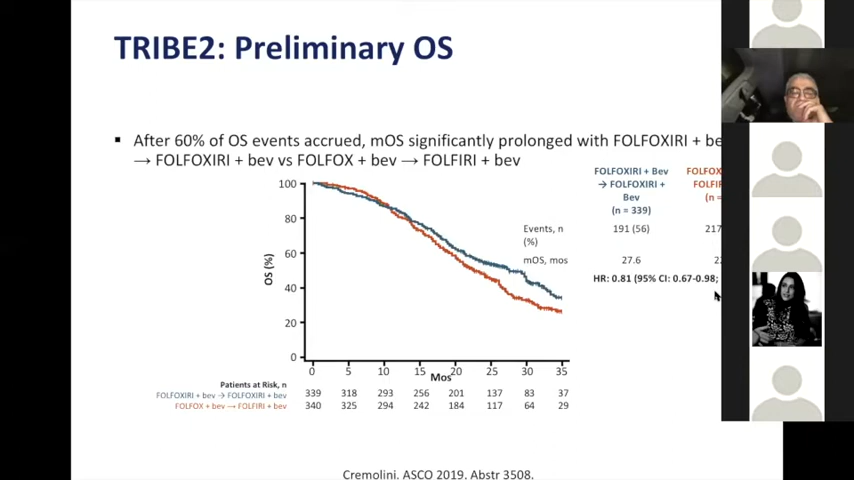 TRIBE2: Preliminary OS
▪ After 60% of OS events accrued, mOS significantly prolonged with FOLFOXIRI +
→ FOLFOXIRI + bev vs FOLFOX + bev → FOLFIRI + bev
FOLFOXIRI + Bev
→ FOLFOXIRI +
Bev
(n = 339)
Events, n
(%)
191 (56)
217
mOS, mos
27.6
HR: 0.81 (95% CI: 0.67-0.98;
OS (%)
100
80
60
40
20
0
0 5 10 15 20 25 30 35
Mos
Patients at Risk, n
FOLFOXIRI + bev → FOLFOXIRI + bev 339 318 293 256 201 137 83 37
FOLFOX + bev → FOLFIRI + bev 340 325 294 242 184 117 64 29
Cremolini. ASCO 2019. Abstr 3508.